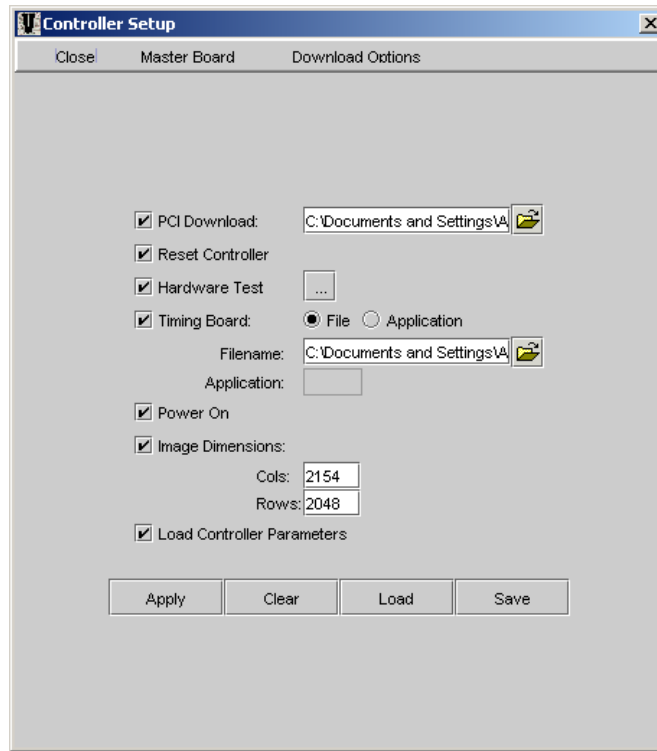 Controller Setup
Close Master Board Download Options
PCI Download: C:\Documents and Settings\A
Reset Controller
Hardware Test ...
Timing Board: File Application
Filename: C:\Documents and Settings\A
Application:
Power On
Image Dimensions:
Cols: 2154
Rows: 2048
Load Controller Parameters
Apply Clear Load Save